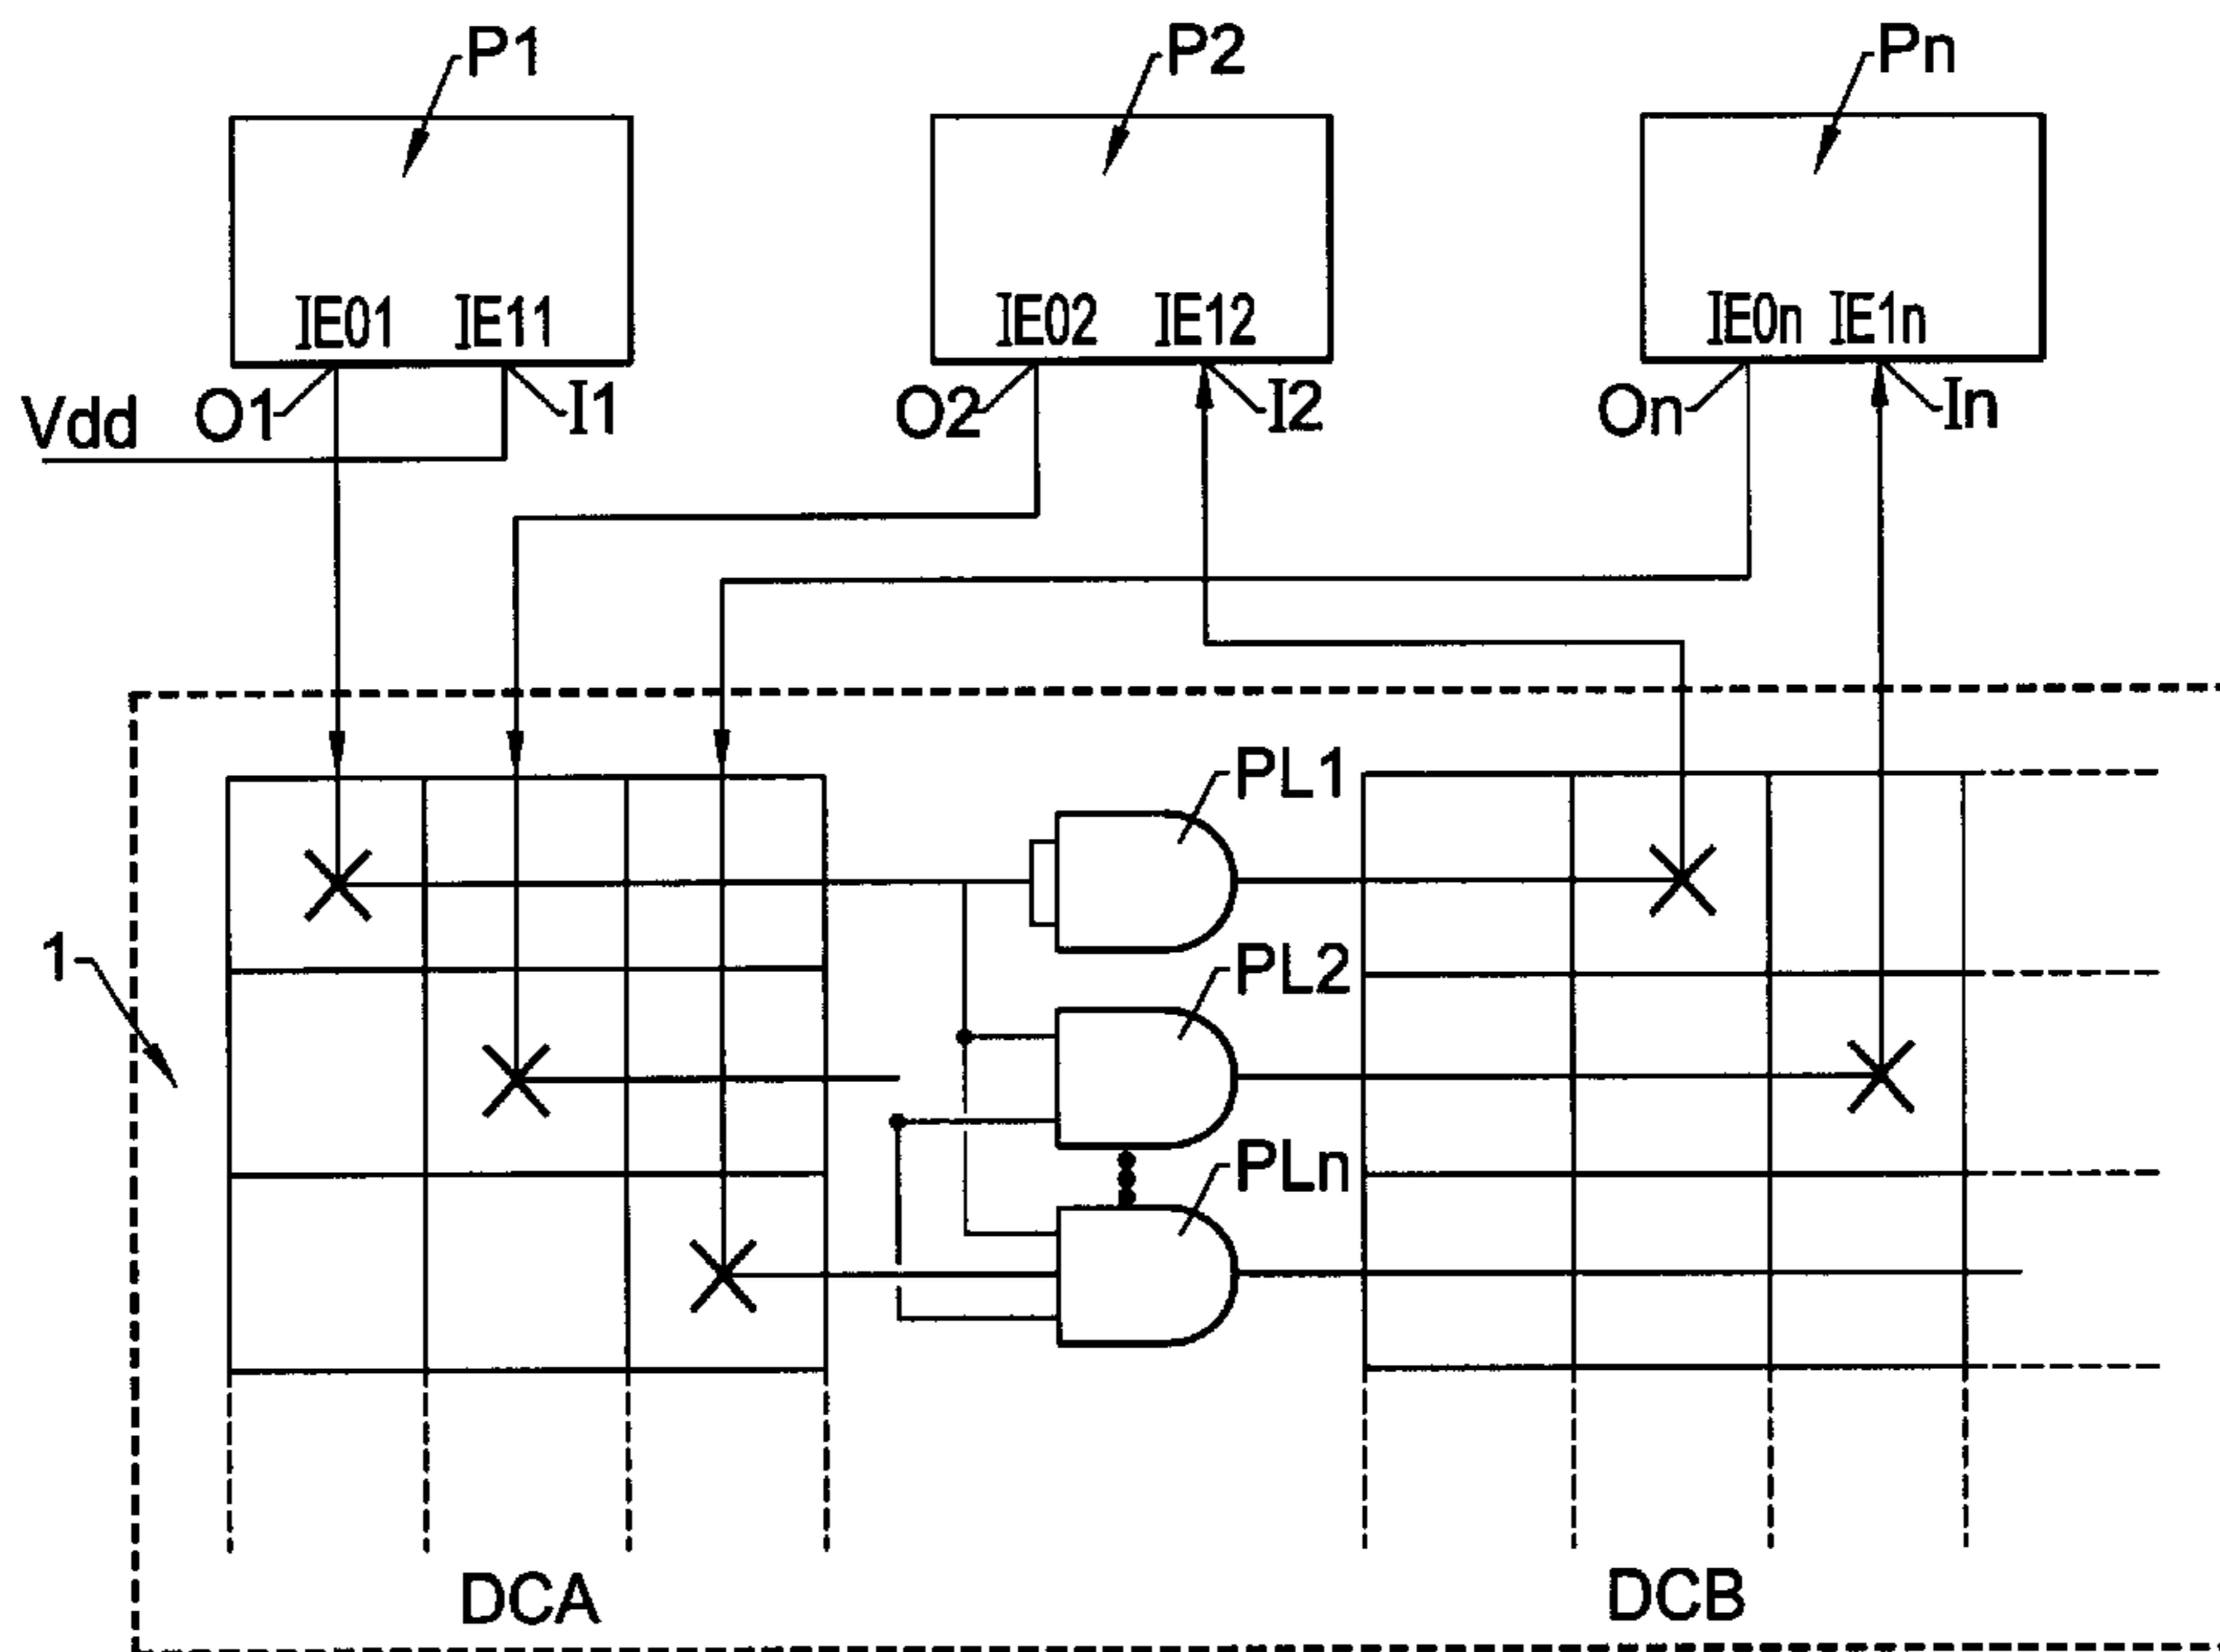 P1 P2 Pn
IE01 IE11 IE02 IE12 IE0n IE1n
Vdd O1 I1 O2 I2 On In
PL1
PL2
1
PLn
DCA DCB